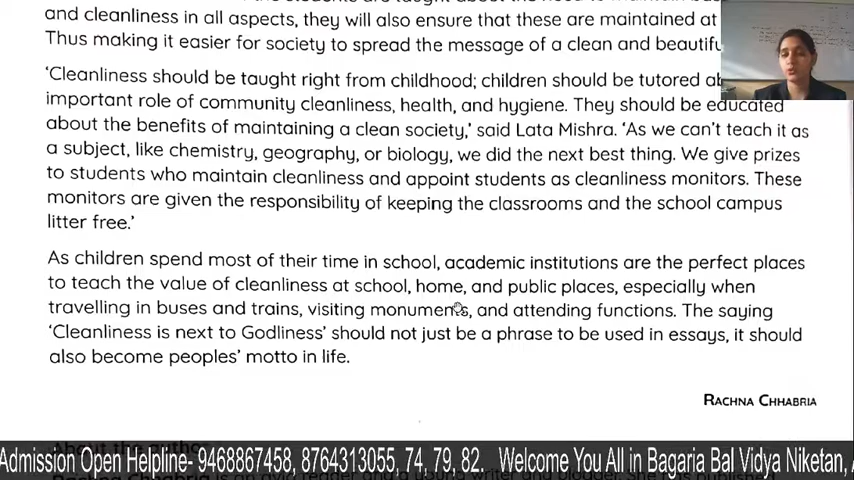 and cleanliness in all aspects, they will also ensure that these are maintained at
Thus making it easier for society to spread the message of a clean and beautifu
'Cleanliness should be taught right from childhood; children should be tutored ab
important role of community cleanliness, health, and hygiene. They should be educated
about the benefits of maintaining a clean society,' said Lata Mishra. 'As we can't teach it as
a subject, like chemistry, geography, or biology, we did the next best thing. We give prizes
to students who maintain cleanliness and appoint students as cleanliness monitors. These
monitors are given the responsibility of keeping the classrooms and the school campus
litter free.'
As children spend most of their time in school, academic institutions are the perfect places
to teach the value of cleanliness at school, home, and public places, especially when
travelling in buses and trains, visiting monuments, and attending functions. The saying
'Cleanliness is next to Godliness' should not just be a phrase to be used in essays, it should
also become peoples' motto in life.
RACHNA CHHABRIA
About the author
Admission Open Helpline- 9468867458, 8764313055, 74, 79, 82. Welcome You All in Bagaria Bal Vidya Niketan,